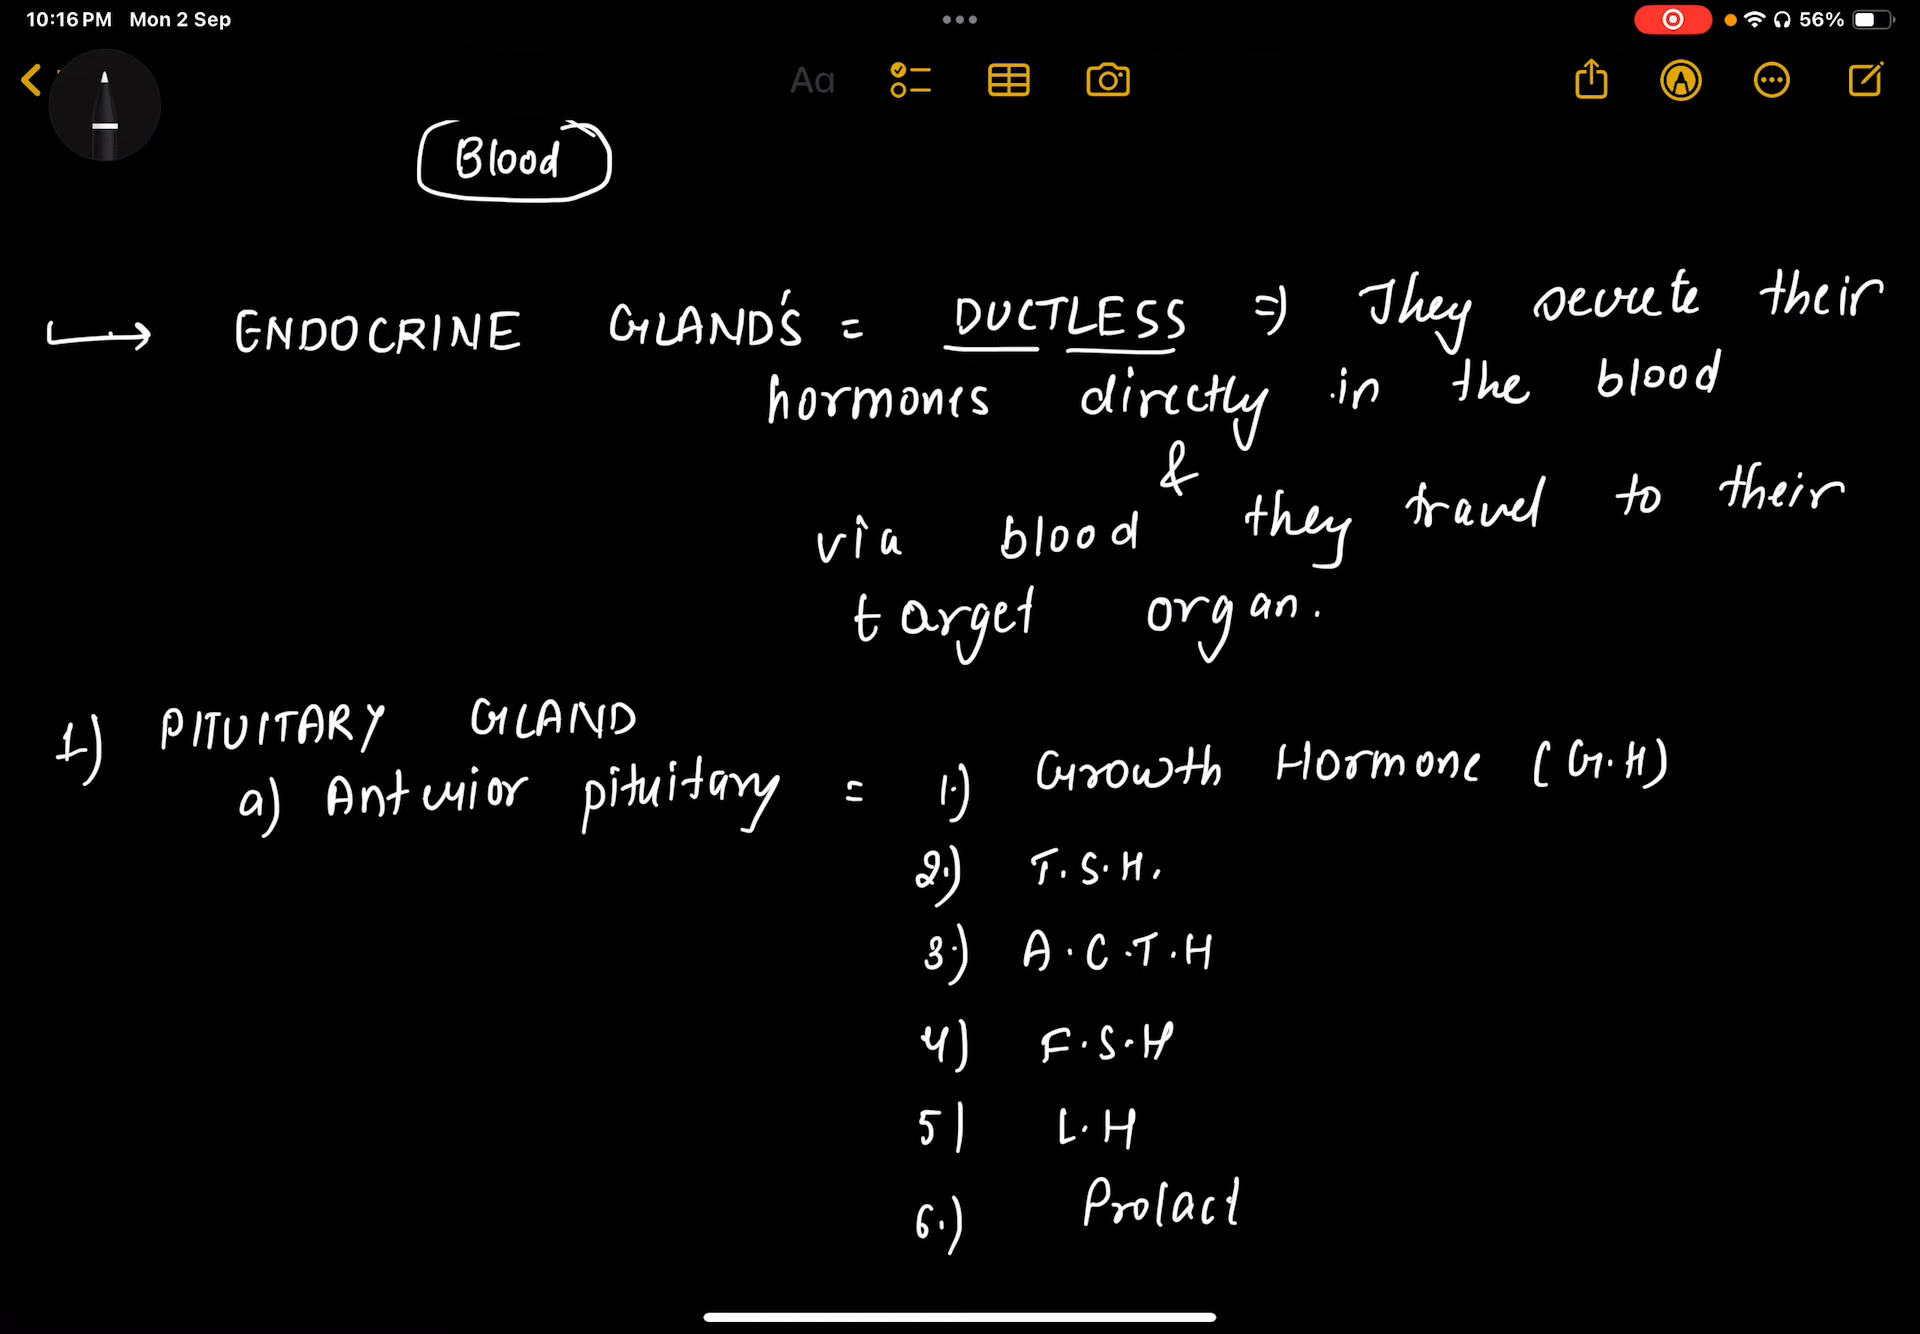 10:16 PM Mon 2 Sep
56%
Aa
Blood
ENDOCRINE GLAND'S = DUCTLESS ⇒ They secrete their
hormones directly in the blood
&
via blood they travel to their
target organ.
1) PITUITARY GLAND
a) Anterior pituitary = 1.) Growth Hormone (G.H)
2.) T.S.H.
3.) A.C.T.H
4) F.S.H
5) L.H
6.) Prolact